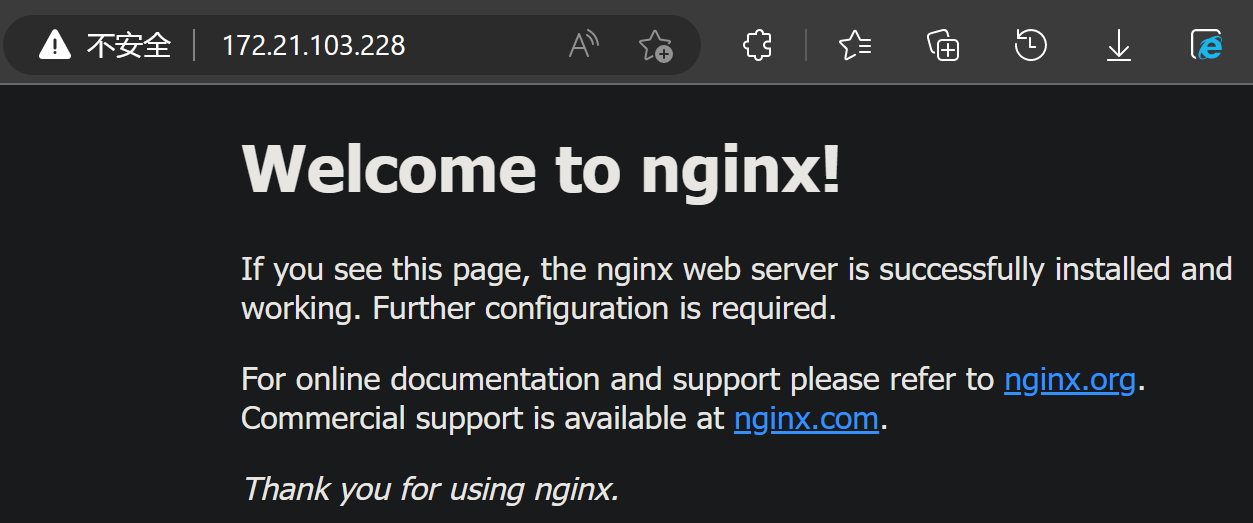 不安全 172.21.103.228
Welcome to nginx!
If you see this page, the nginx web server is successfully installed and
working. Further configuration is required.
For online documentation and support please refer to nginx.org.
Commercial support is available at nginx.com.
Thank you for using nginx.